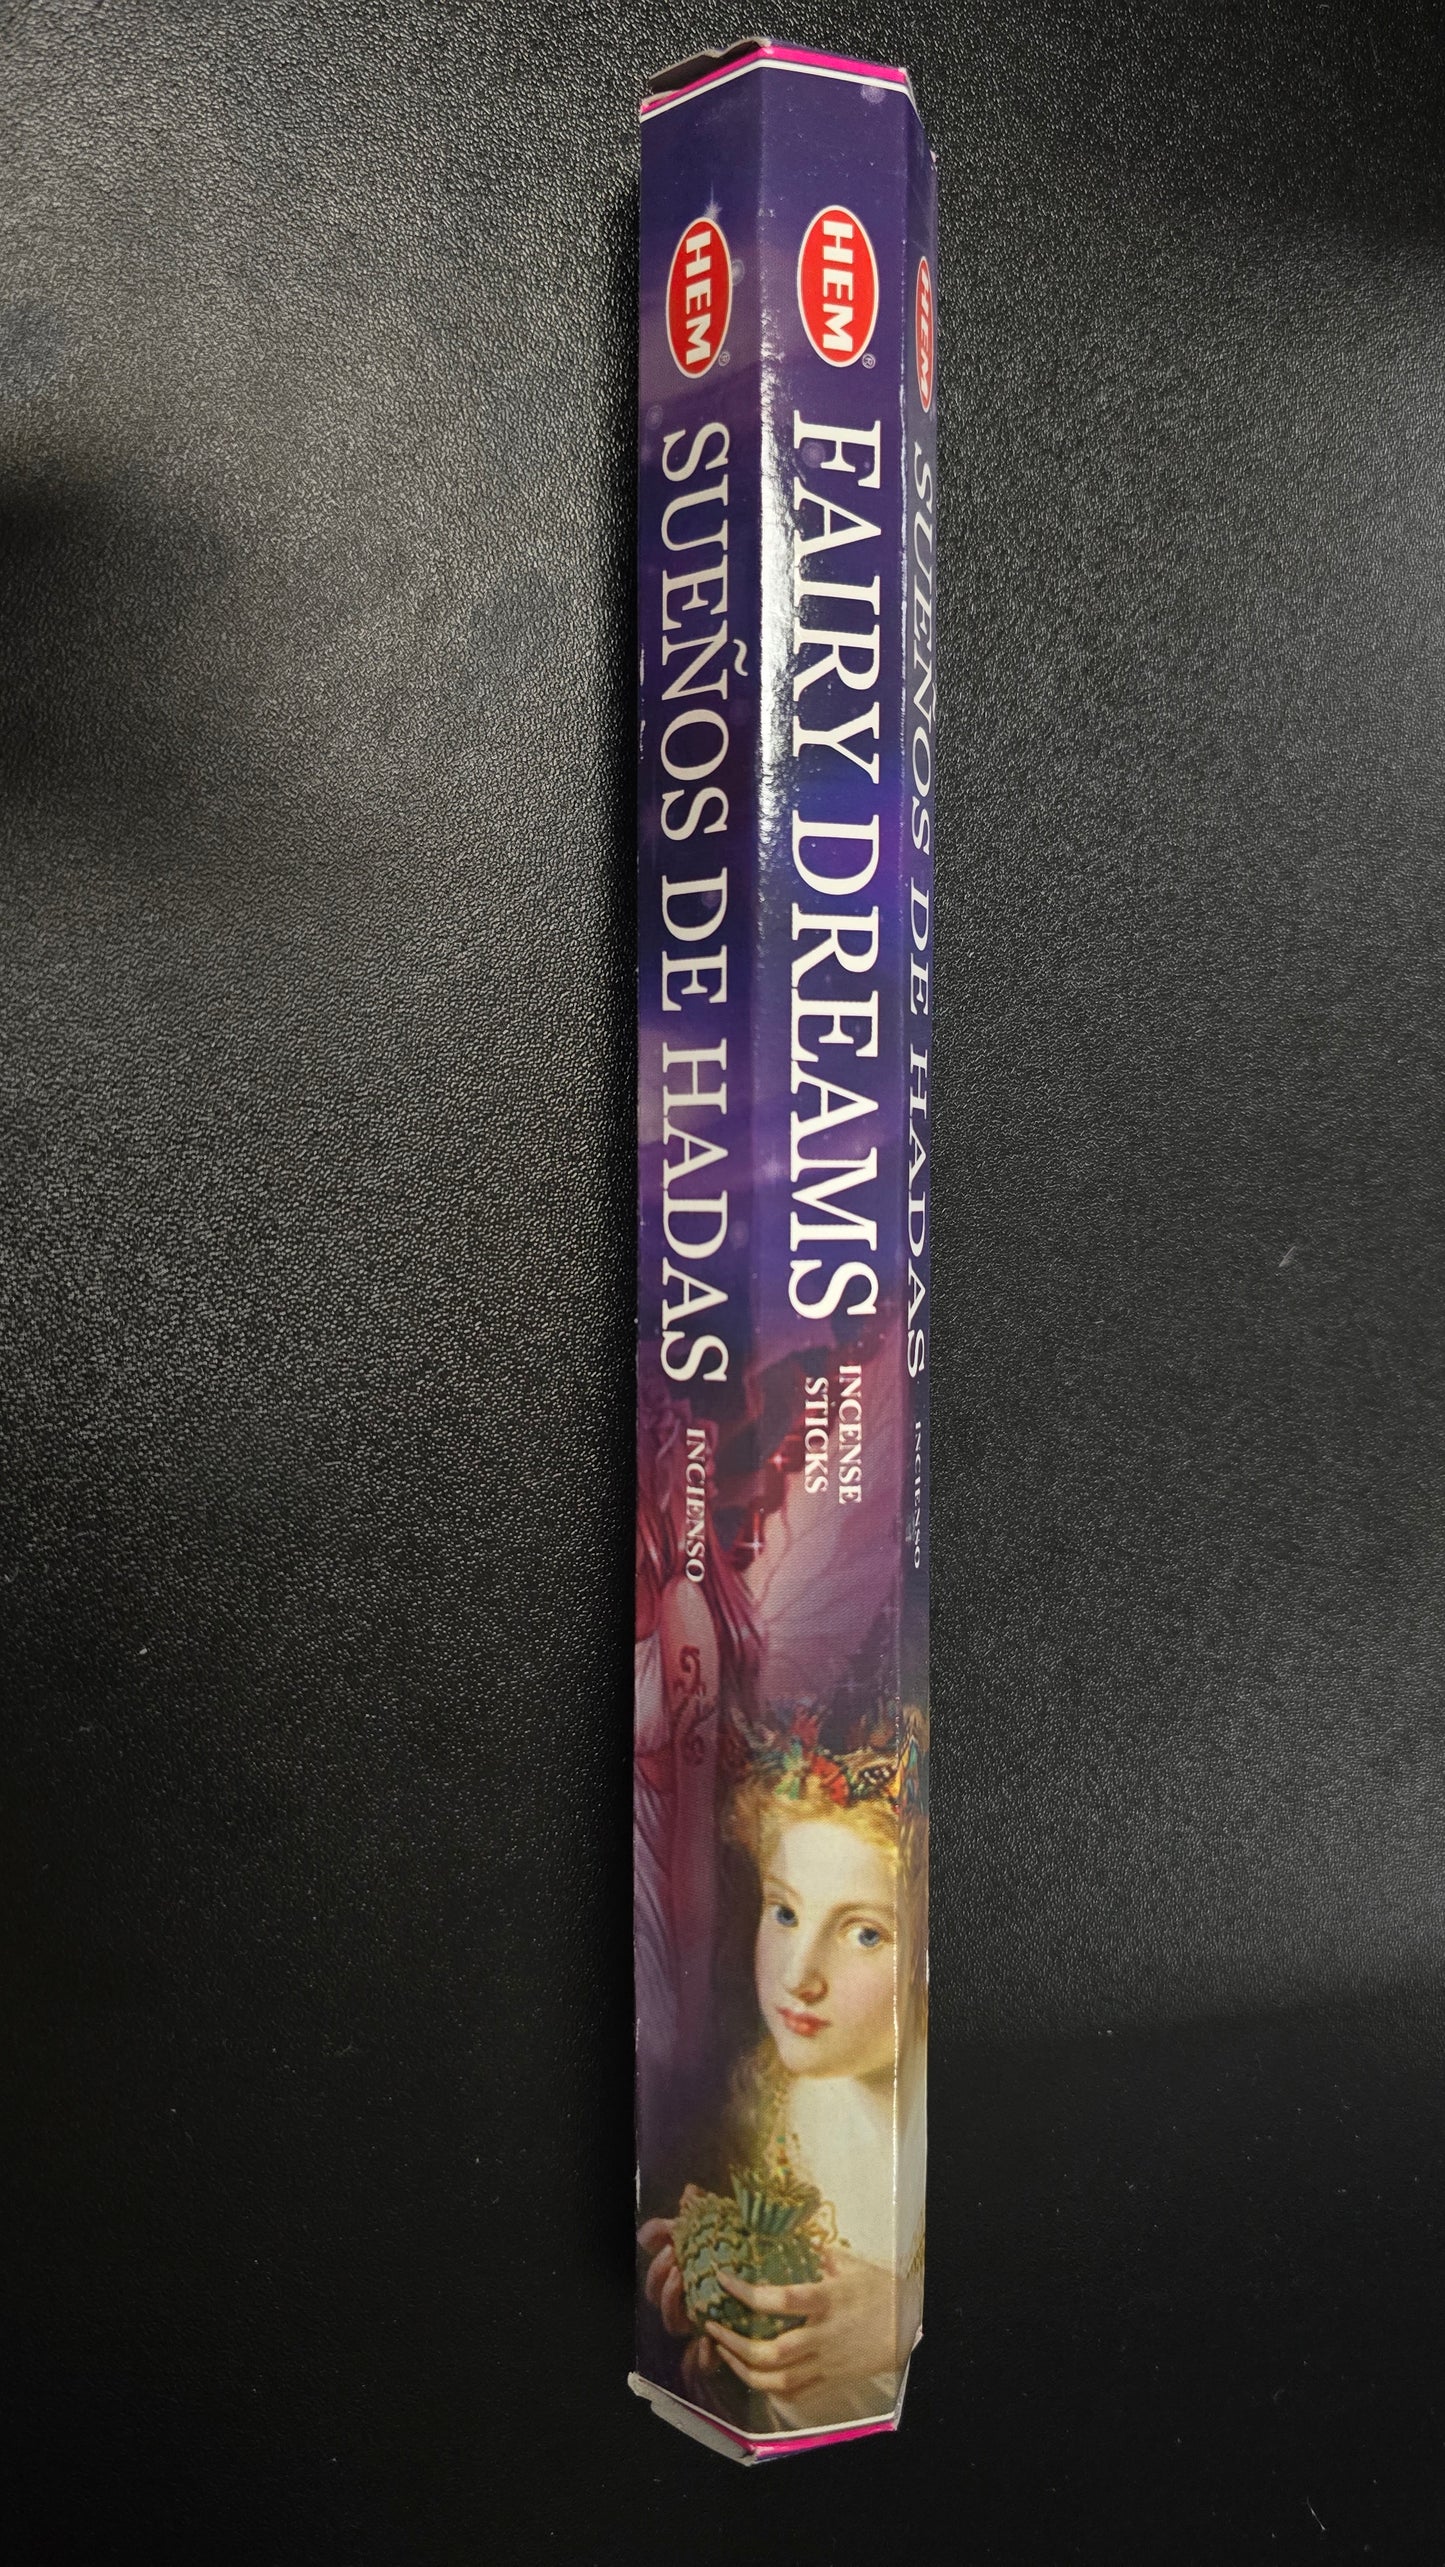 HEM®
SUEÑOS DE HADAS
INCIENSO
HEM®
FAIRY DREAMS
INCENSE
STICKS
HEM
SUEÑOS DE HADAS
INCIENSO